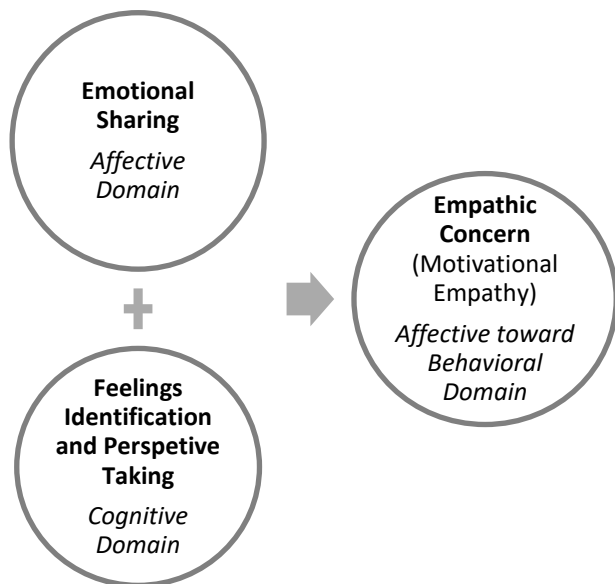 Emotional
Sharing
Affective
Domain
Feelings
Identification
and Perspetive
Taking
Cognitive
Domain
Empathic
Concern
(Motivational
Empathy)
Affective toward
Behavioral
Domain